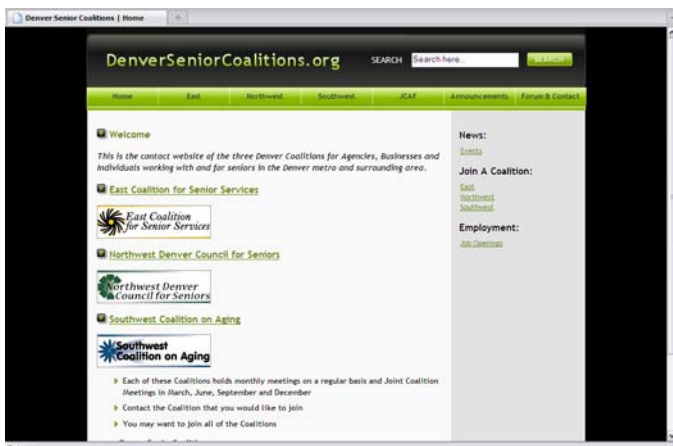 Denver Senior Coalitions | Home
DenverSeniorCoalitions.org
SEARCH Search here... SEARCH
Home East Northwest Southwest JCAF Announcements Forum & Contact
Welcome
This is the contact website of the three Denver Coalitions for Agencies, Businesses and
Individuals working with and for seniors in the Denver metro and surrounding area.
East Coalition for Senior Services
East Coalition
for Senior Services
Northwest Denver Council for Seniors
Northwest Denver
Council for Seniors
Southwest Coalition on Aging
Southwest
Coalition on Aging
Each of these Coalitions holds monthly meetings on a regular basis and Joint Coalition
Meetings in March, June, September and December
Contact the Coalition that you would like to join
You may want to join all of the Coalitions
News:
Events
Join A Coalition:
East
Northwest
Southwest
Employment:
Job Openings